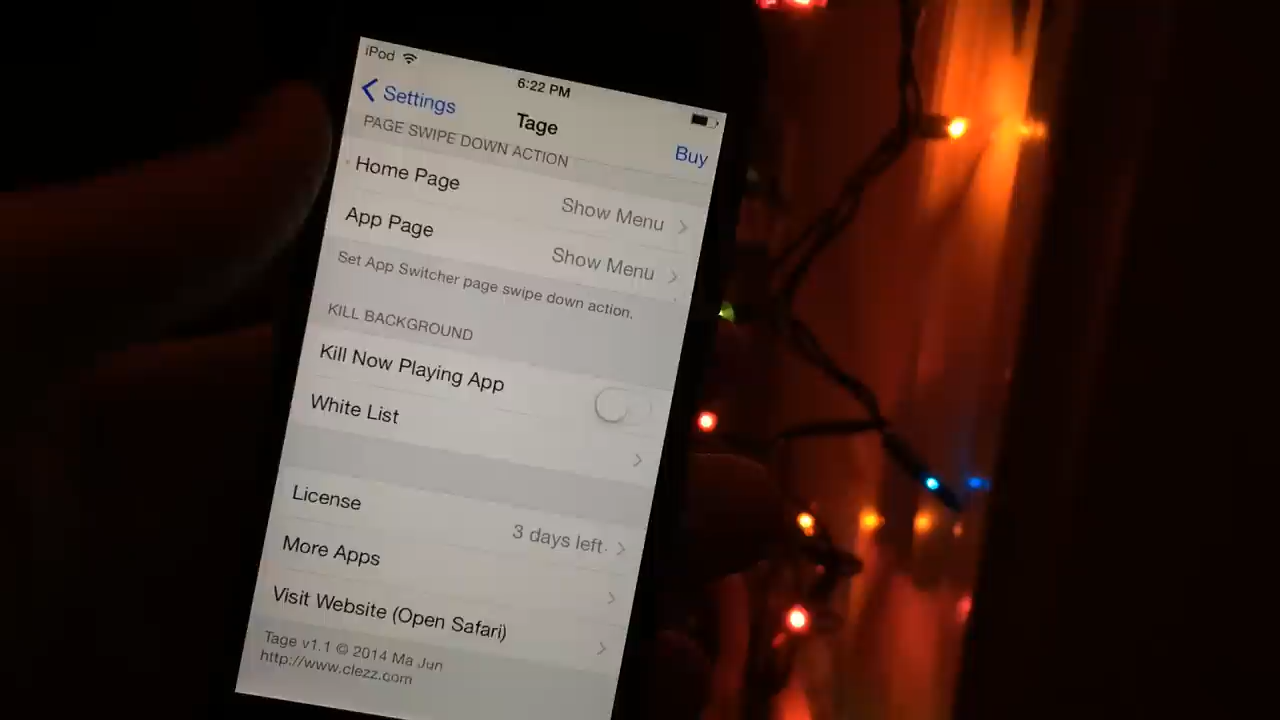 iPod
6:22 PM
Settings
Tage
Buy
PAGE SWIPE DOWN ACTION
Home Page
Show Menu
App Page
Show Menu
Set App Switcher page swipe down action.
KILL BACKGROUND
Kill Now Playing App
White List
License
3 days left.
More Apps
Visit Website (Open Safari)
Tage v1.1 © 2014 Ma Jun
http://www.clezz.com